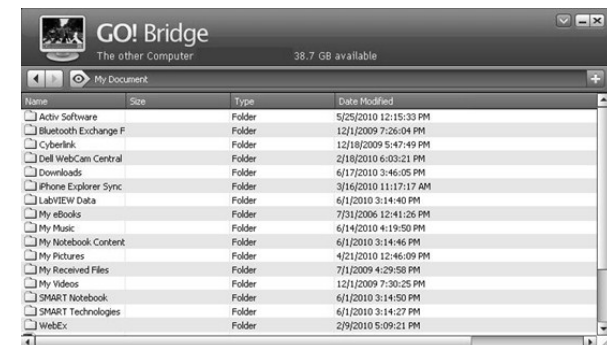 GO! Bridge
The other Computer 38.7 GB available
My Document
Name Size Type Date Modified
Activ Software Folder 5/25/2010 12:15:33 PM
Bluetooth Exchange F Folder 12/1/2009 7:26:04 PM
Cyberlink Folder 12/18/2009 5:47:49 PM
Dell WebCam Central Folder 2/18/2010 6:03:21 PM
Downloads Folder 6/17/2010 3:46:05 PM
iPhone Explorer Sync Folder 3/16/2010 11:17:17 AM
LabVIEW Data Folder 6/1/2010 3:14:40 PM
My eBooks Folder 7/31/2006 12:41:26 PM
My Music Folder 6/14/2010 4:19:50 PM
My Notebook Content Folder 6/1/2010 3:14:46 PM
My Pictures Folder 4/21/2010 12:46:09 PM
My Received Files Folder 7/1/2009 4:29:58 PM
My Videos Folder 12/1/2009 7:30:25 PM
SMART Notebook Folder 6/1/2010 3:14:50 PM
SMART Technologies Folder 6/1/2010 3:14:27 PM
WebEx Folder 2/9/2010 5:09:21 PM